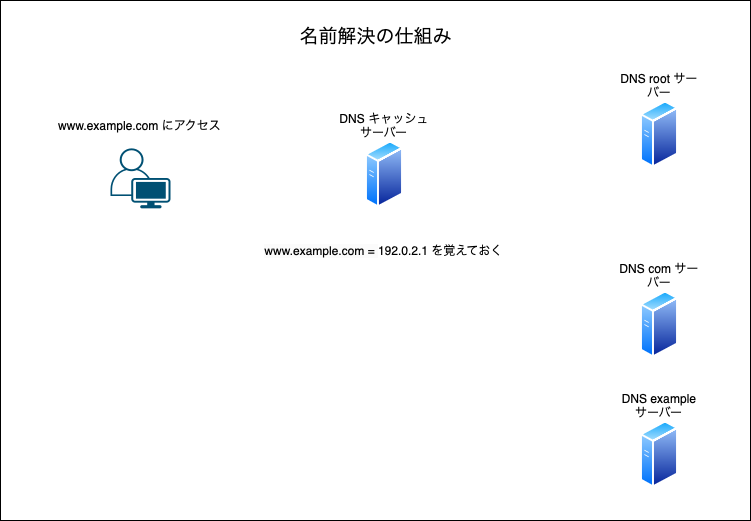 名前解決の仕組み
DNS root サー
バー
www.example.com にアクセス
DNS キャッシュ
サーバー
www.example.com = 192.0.2.1 を覚えておく
DNS com サー
バー
DNS example
サーバー